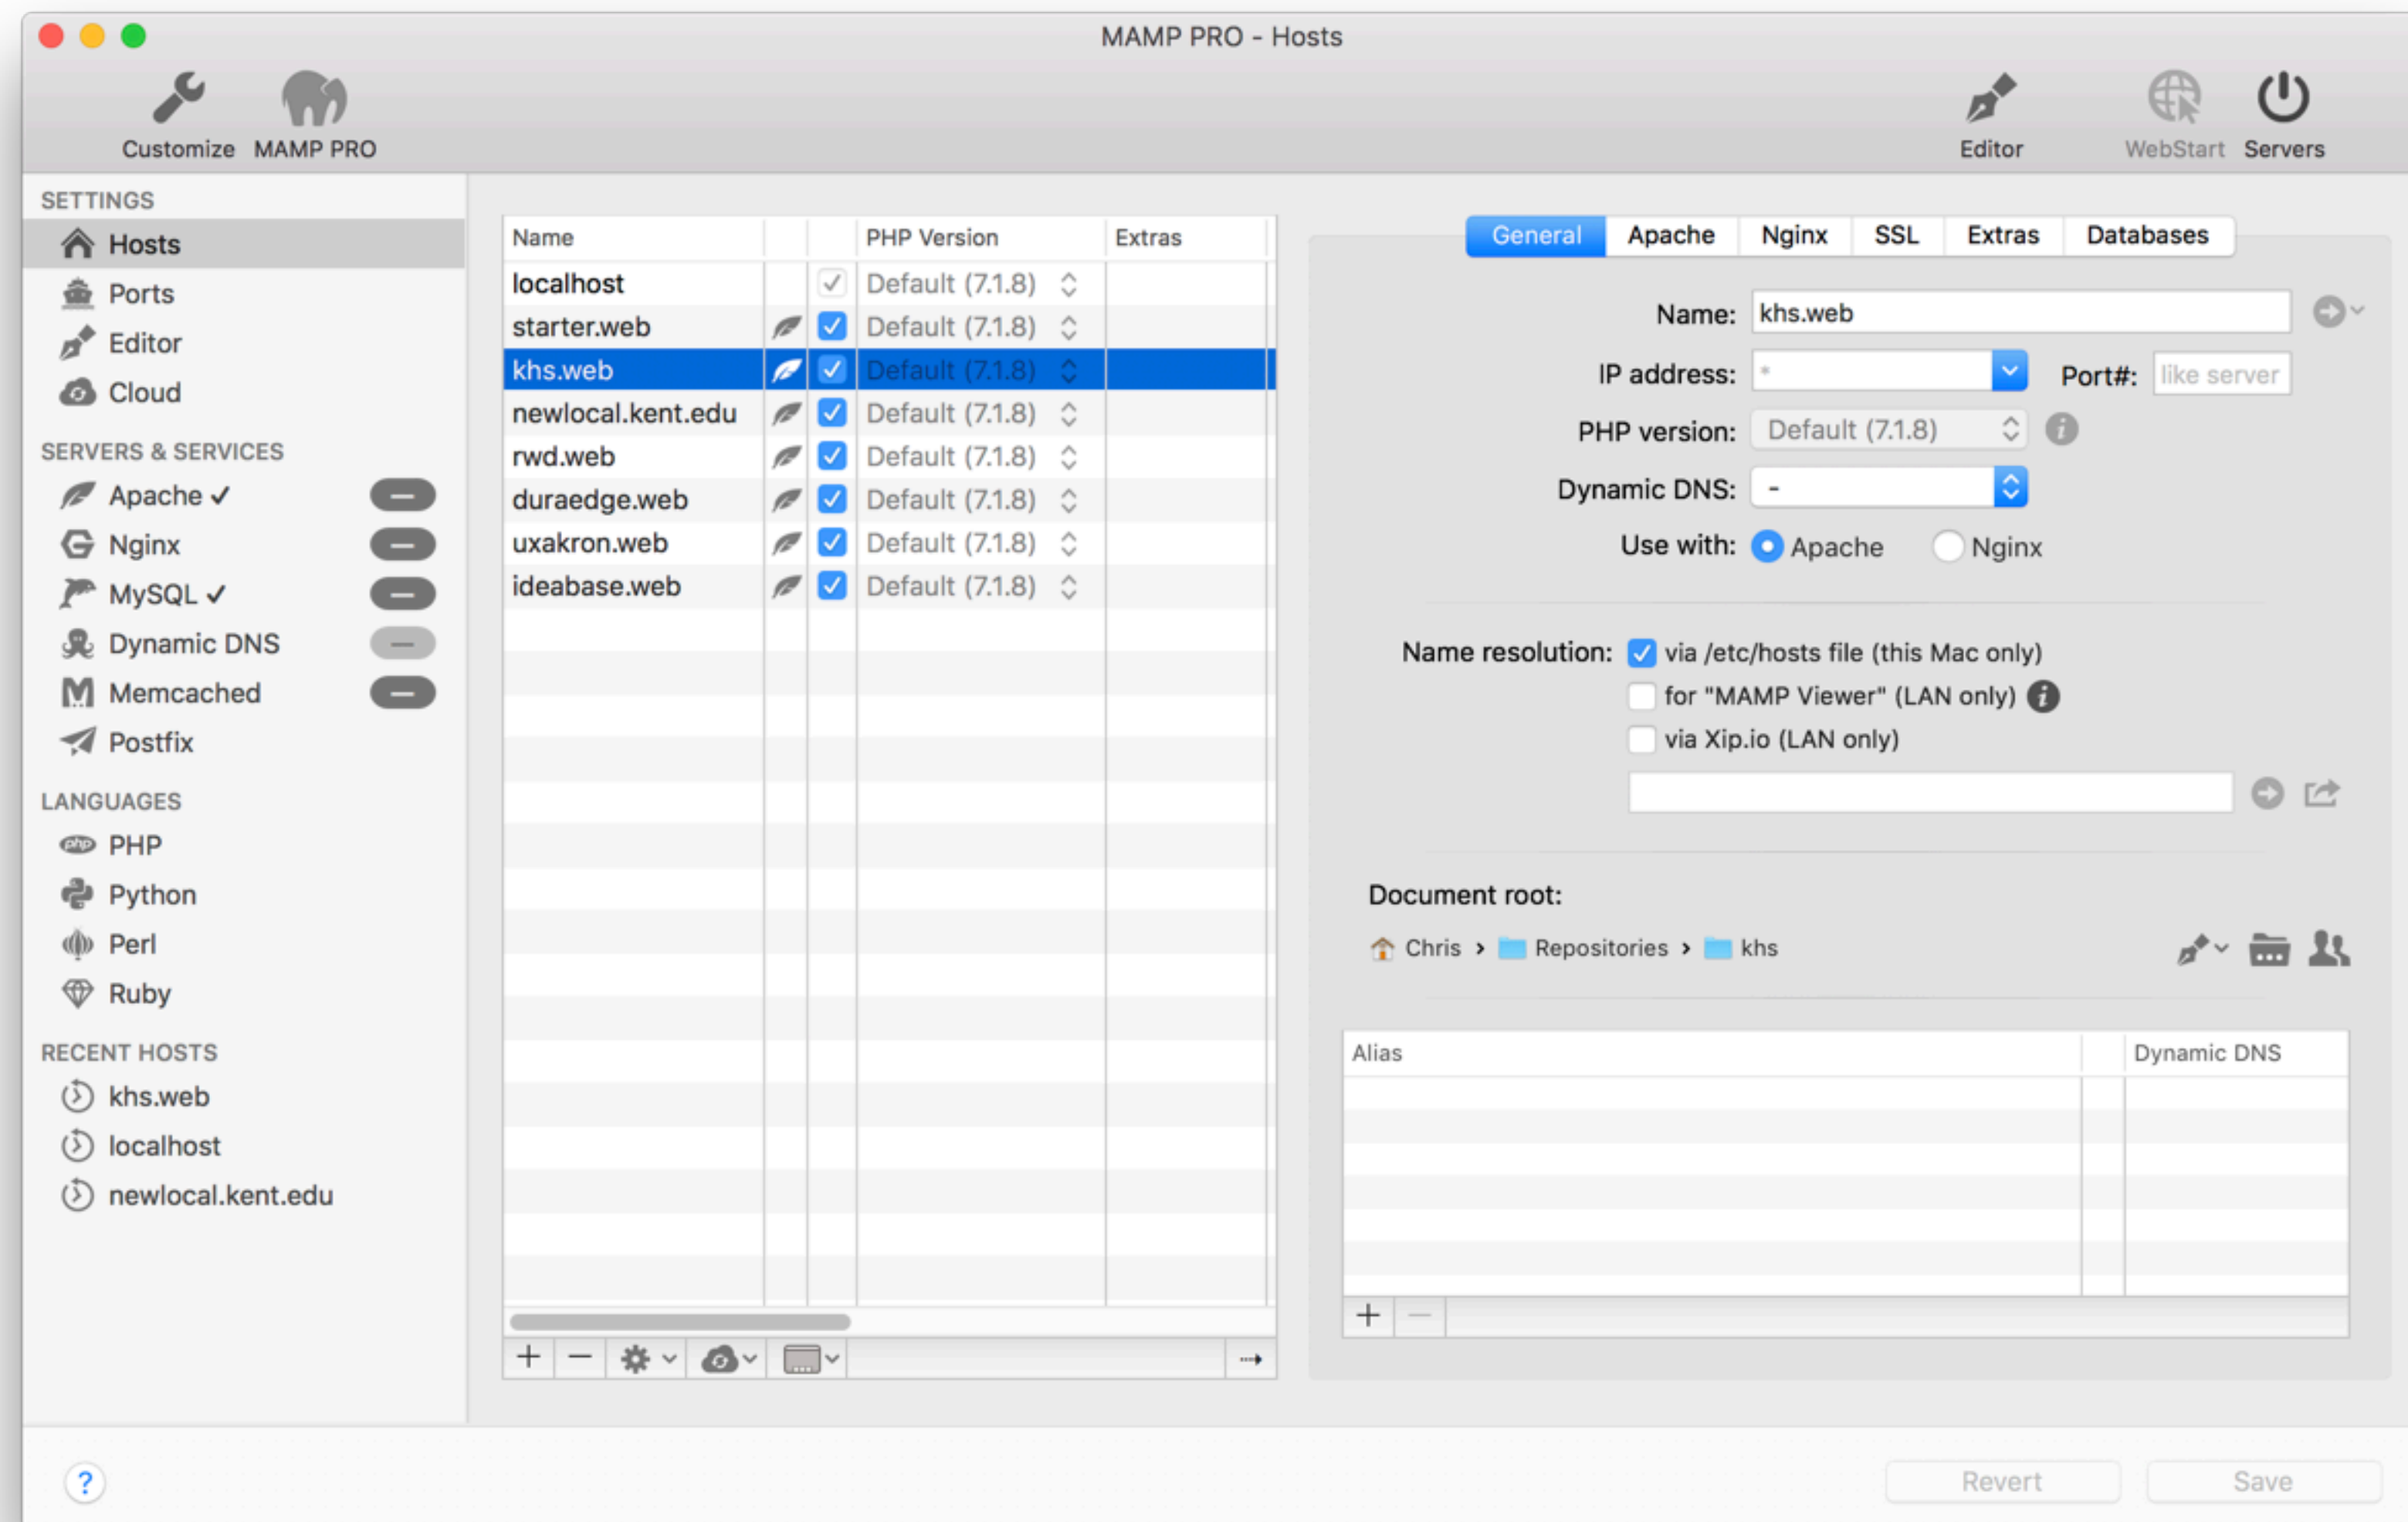 MAMP PRO - Hosts
Customize MAMP PRO
Editor WebStart Servers
SETTINGS
Hosts
Ports
Editor
Cloud
SERVERS & SERVICES
Apache ✓
Nginx
MySQL ✓
Dynamic DNS
Memcached
Postfix
LANGUAGES
php PHP
Python
Perl
Ruby
RECENT HOSTS
khs.web
localhost
newlocal.kent.edu
Name PHP Version Extras
localhost Default (7.1.8)
starter.web Default (7.1.8)
khs.web Default (7.1.8)
newlocal.kent.edu Default (7.1.8)
rwd.web Default (7.1.8)
duraedge.web Default (7.1.8)
uxakron.web Default (7.1.8)
ideabase.web Default (7.1.8)
General Apache Nginx SSL Extras Databases
Name: khs.web
IP address: * Port#: like server
PHP version: Default (7.1.8)
Dynamic DNS: -
Use with: Apache Nginx
Name resolution: via /etc/hosts file (this Mac only)
for "MAMP Viewer" (LAN only)
via Xip.io (LAN only)
Document root:
Chris › Repositories › khs
Alias Dynamic DNS
+ −
+ −
?
Revert Save